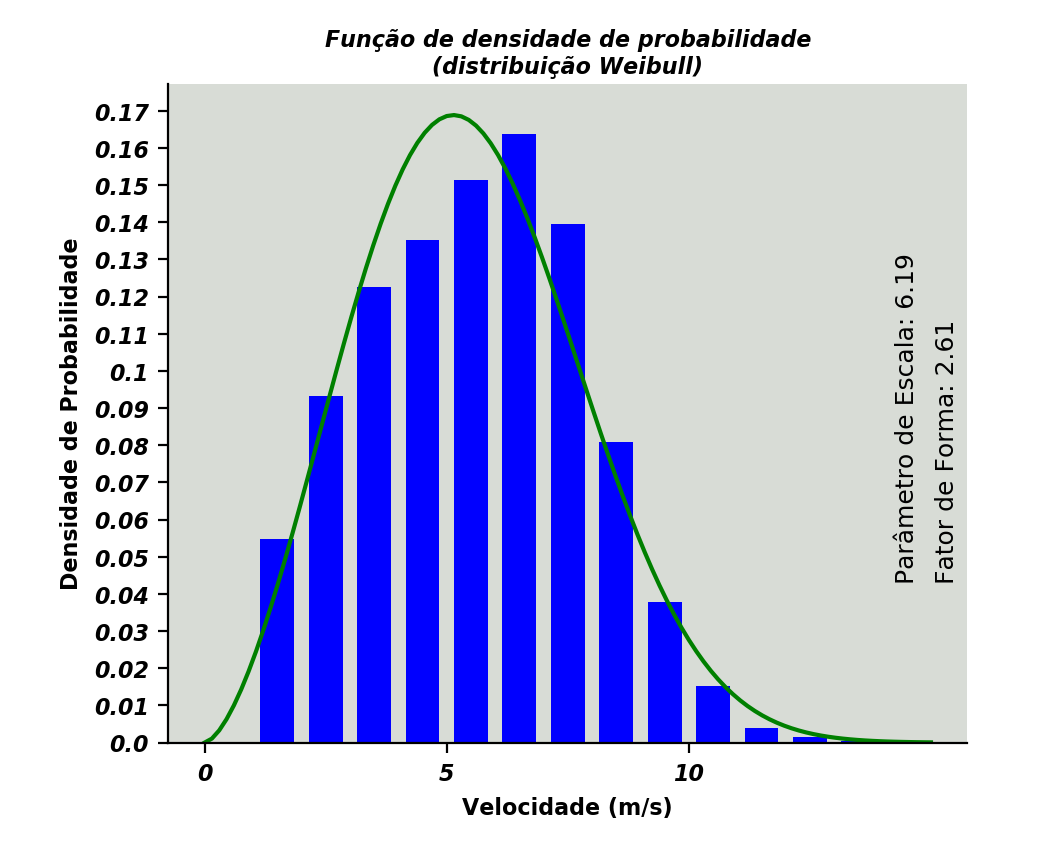 Função de densidade de probabilidade
(distribuição Weibull)
Densidade de Probabilidade
0.17
0.16
0.15
0.14
0.13
0.12
0.11
0.1
0.09
0.08
0.07
0.06
0.05
0.04
0.03
0.02
0.01
0.0
0 5 10
Velocidade (m/s)
Parâmetro de Escala: 6.19
Fator de Forma: 2.61